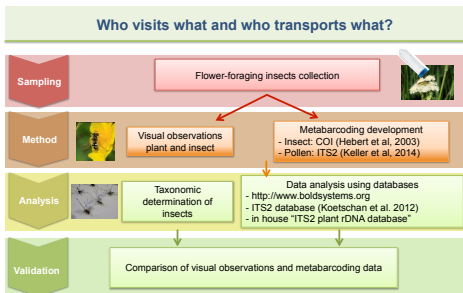 Who visits what and who transports what?
Sampling
Flower-foraging insects collection
Method
Visual observations
plant and insect
Metabarcoding development
- Insect: COI (Hebert et al, 2003)
- Pollen: ITS2 (Keller et al, 2014)
Analysis
Taxonomic
determination of
insects
Data analysis using databases
- http://www.boldsystems.org
- ITS2 database (Koetschan et al. 2012)
- in house "ITS2 plant rDNA database"
Validation
Comparison of visual observations and metabarcoding data